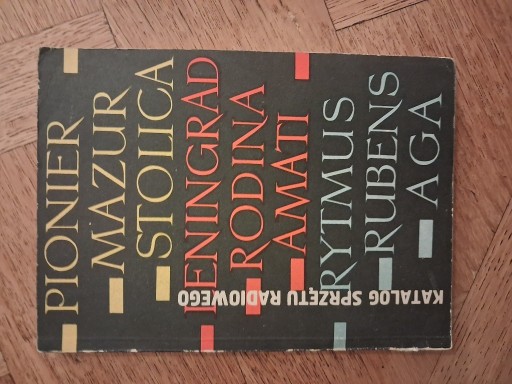 PIONIER
MAZUR
STOLICA
LENINGRAD
RODINA
AMATI
RYTMUS
RUBENS
AGA
KATALOG SPRZĘTU RADIOWEGO